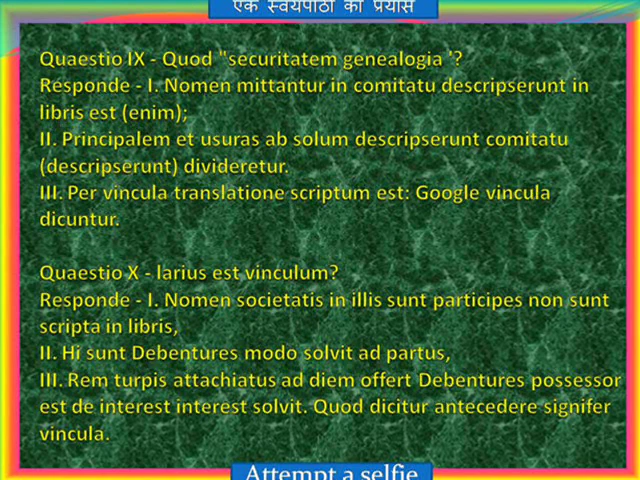 एक स्वयंपाठी का प्रयास
Quaestio IX - Quod "securitatem genealogia '?
Responde - I. Nomen mittantur in comitatu descripserunt in
libris est (enim);
II. Principalem et usuras ab solum descripserunt comitatu
(descripserunt) divideretur.
III. Per vincula translatione scriptum est: Google vincula
dicuntur.
Quaestio X - larius est vinculum?
Responde - I. Nomen societatis in illis sunt participes non sunt
scripta in libris,
II. Hi sunt Debentures modo solvit ad partus,
III. Rem turpis attachiatus ad diem offert Debentures possessor
est de interest interest solvit. Quod dicitur antecedere signifer
vincula.
Attempt a selfie